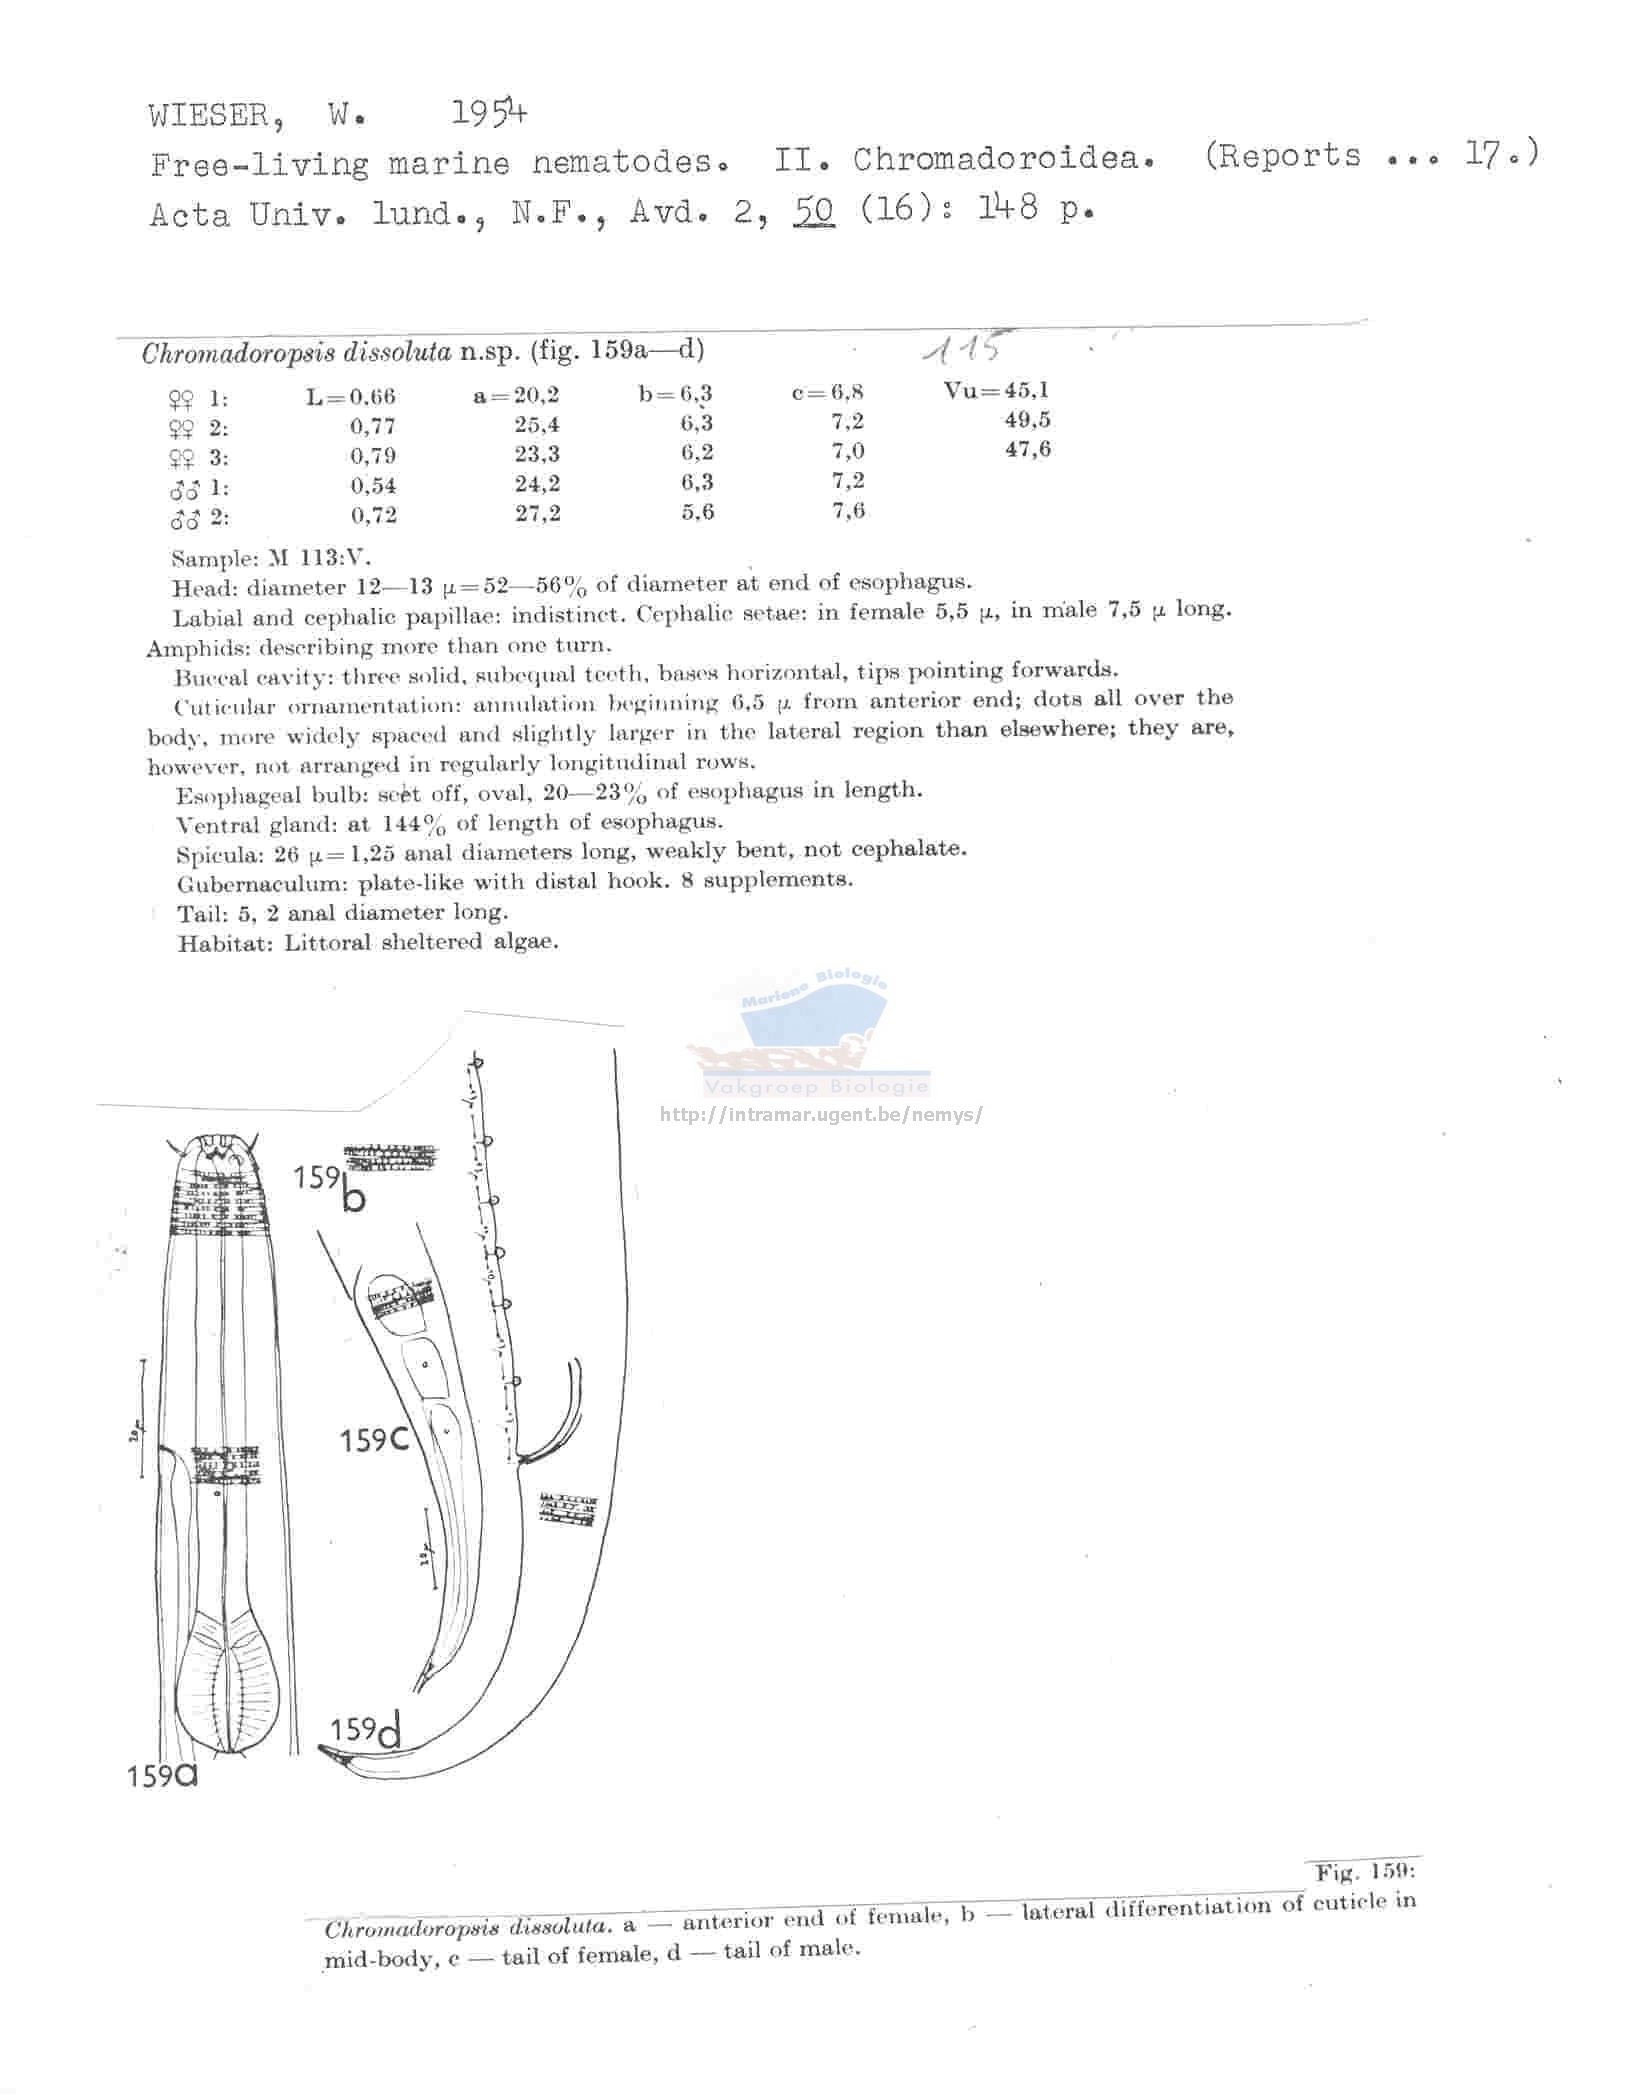 WIESER, W. 1954
Free-living marine nematodes. II. Chromadoroidea. (Reports ... 17.)
Acta Univ. lund., N.F., Avd. 2, 50 (16): 148 p.
Chromadoropsis dissoluta n.sp. (fig. 159a—d) 115
♀♀ 1: L=0,66 a=20,2 b=6,3 c=6,8 Vu=45,1
♀♀ 2: 0,77 25,4 6,3 7,2 49,5
♀♀ 3: 0,79 23,3 6,2 7,0 47,6
♂♂ 1: 0,54 24,2 6,3 7,2
♂♂ 2: 0,72 27,2 5,6 7,6
Sample: M 113:V.
Head: diameter 12—13 μ=52—56% of diameter at end of esophagus.
Labial and cephalic papillae: indistinct. Cephalic setae: in female 5,5 μ, in male 7,5 μ long.
Amphids: describing more than one turn.
Buccal cavity: three solid, subequal teeth, bases horizontal, tips pointing forwards.
Cuticular ornamentation: annulation beginning 6,5 μ from anterior end; dots all over the
body, more widely spaced and slightly larger in the lateral region than elsewhere; they are,
however, not arranged in regularly longitudinal rows.
Esophageal bulb: seet off, oval, 20—23% of esophagus in length.
Ventral gland: at 144% of length of esophagus.
Spicula: 26 μ=1,25 anal diameters long, weakly bent, not cephalate.
Gubernaculum: plate-like with distal hook. 8 supplements.
Tail: 5, 2 anal diameter long.
Habitat: Littoral sheltered algae.
Mariene Biologie
Vakgroep Biologie
http://intramar.ugent.be/nemys/
159b
159c
20μ
20μ
159d
159a
Fig. 159:
Chromadoropsis dissoluta. a — anterior end of female, b — lateral differentiation of cuticle in
mid-body, c — tail of female, d — tail of male.